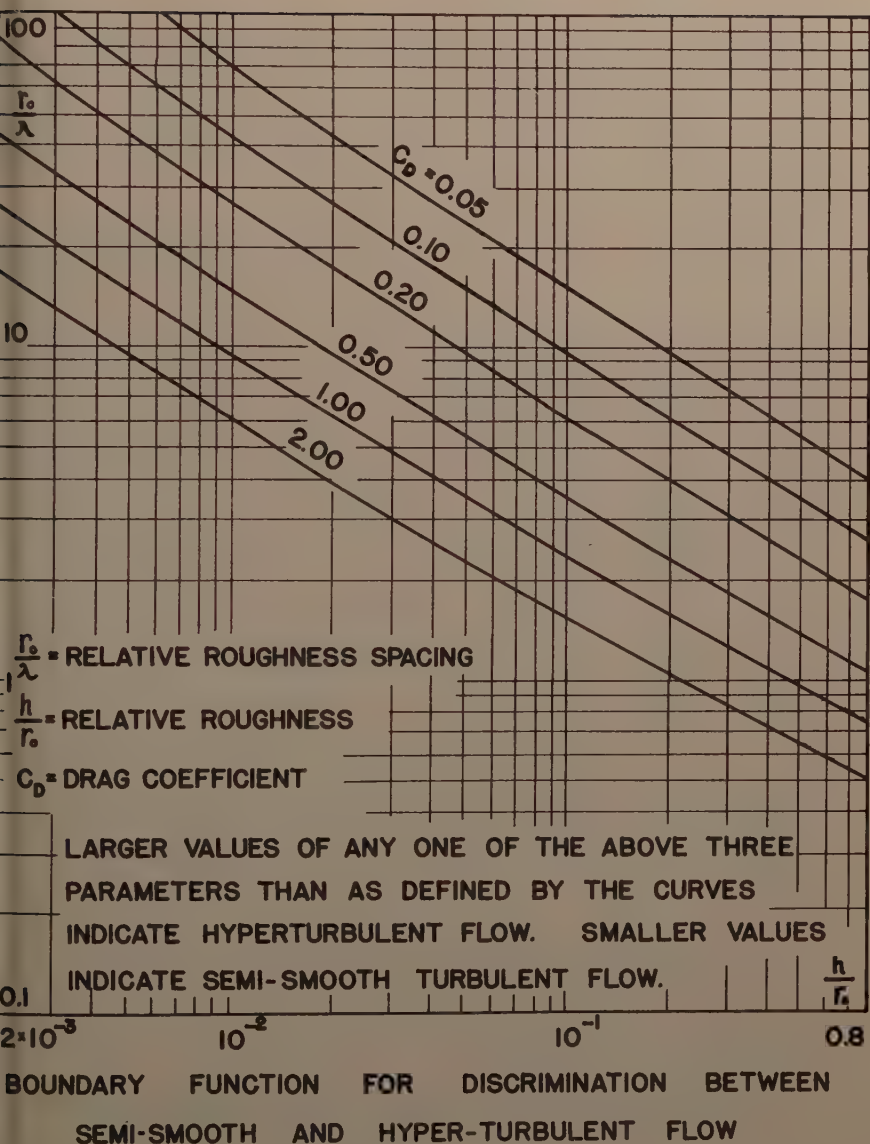 100
r₀/λ
C_D = 0.05
0.10
0.20
10
0.50
1.00
2.00
r₀/λ = RELATIVE ROUGHNESS SPACING
1
h/r₀ = RELATIVE ROUGHNESS
C_D = DRAG COEFFICIENT
LARGER VALUES OF ANY ONE OF THE ABOVE THREE
PARAMETERS THAN AS DEFINED BY THE CURVES
INDICATE HYPERTURBULENT FLOW. SMALLER VALUES
INDICATE SEMI-SMOOTH TURBULENT FLOW.
h/r₀
0.1
2×10⁻³ 10⁻² 10⁻¹ 0.8
BOUNDARY FUNCTION FOR DISCRIMINATION BETWEEN
SEMI-SMOOTH AND HYPER-TURBULENT FLOW